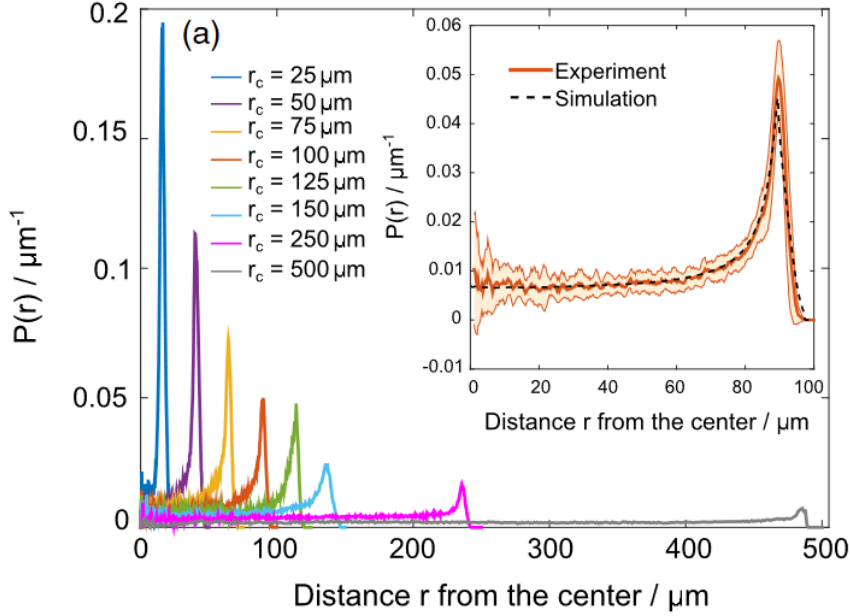 (a)
P(r) / µm⁻¹
0.2
0.15
0.1
0.05
0
r_c = 25 µm
r_c = 50 µm
r_c = 75 µm
r_c = 100 µm
r_c = 125 µm
r_c = 150 µm
r_c = 250 µm
r_c = 500 µm
0 100 200 300 400 500
Distance r from the center / µm
P(r) / µm⁻¹
0.06
0.05
0.04
0.03
0.02
0.01
0
-0.01
Experiment
Simulation
0 20 40 60 80 100
Distance r from the center / µm